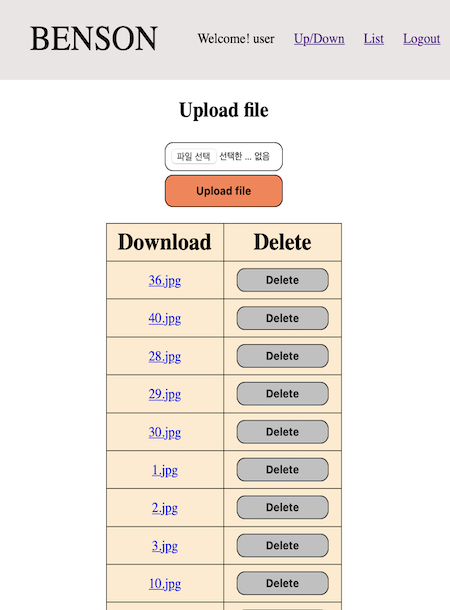 BENSON Welcome! user Up/Down List Logout
Upload file
파일 선택 선택한 ... 없음
Upload file
Download Delete
36.jpg Delete
40.jpg Delete
28.jpg Delete
29.jpg Delete
30.jpg Delete
1.jpg Delete
2.jpg Delete
3.jpg Delete
10.jpg Delete